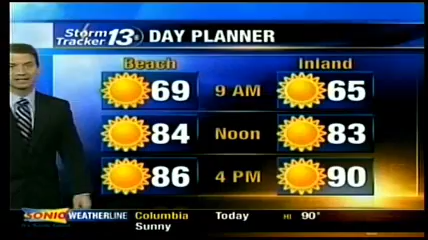 Storm Tracker 13 DAY PLANNER
Beach Inland
69 9 AM 65
84 Noon 83
86 4 PM 90
SONIC WEATHERLINE Columbia Today HI 90°
Sunny